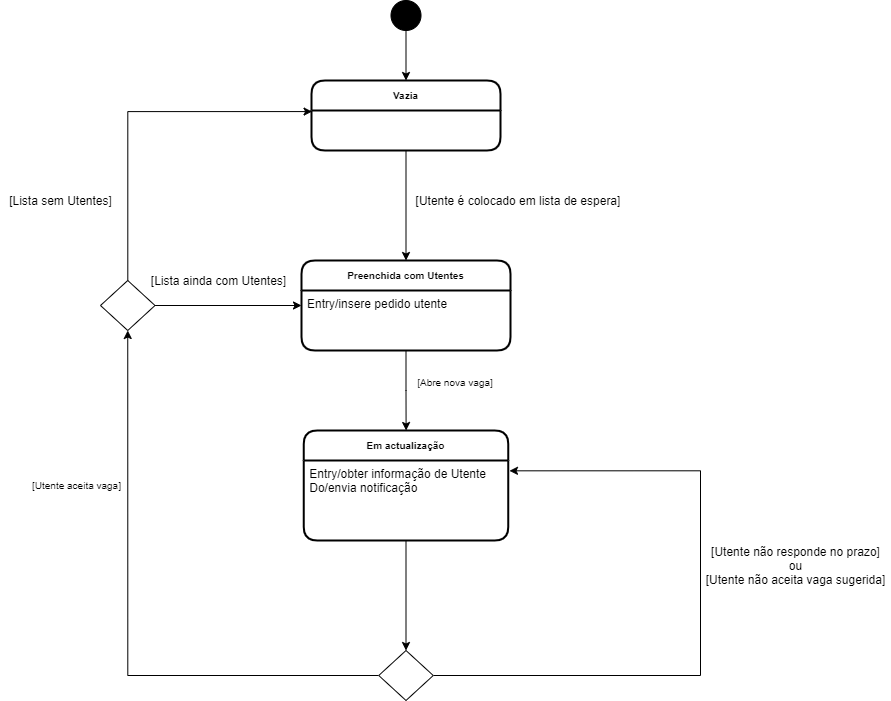 Vazia
[Lista sem Utentes]
[Utente é colocado em lista de espera]
[Lista ainda com Utentes]
Preenchida com Utentes
Entry/insere pedido utente
[Abre nova vaga]
Em actualização
Entry/obter informação de Utente
Do/envia notificação
[Utente aceita vaga]
[Utente não responde no prazo]
ou
[Utente não aceita vaga sugerida]